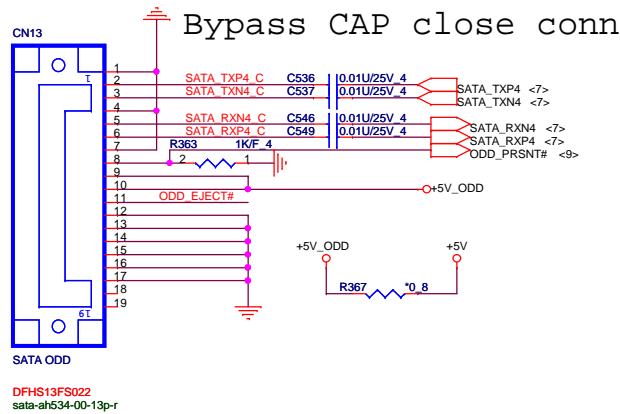 Bypass CAP close conn
CN13
1
1
2 SATA_TXP4_C C536 0.01U/25V_4 SATA_TXP4 <7>
3 SATA_TXN4_C C537 0.01U/25V_4 SATA_TXN4 <7>
4
5 SATA_RXN4_C C546 0.01U/25V_4 SATA_RXN4 <7>
6 SATA_RXP4_C C549 0.01U/25V_4 SATA_RXP4 <7>
7 R363 1K/F_4 ODD_PRSNT# <9>
8 2 1
9
10 +5V_ODD
11 ODD_EJECT#
12
13
14
15 +5V_ODD +5V
16
17
18 R367 *0_8
19
19
SATA ODD
DFHS13FS022
sata-ah534-00-13p-r